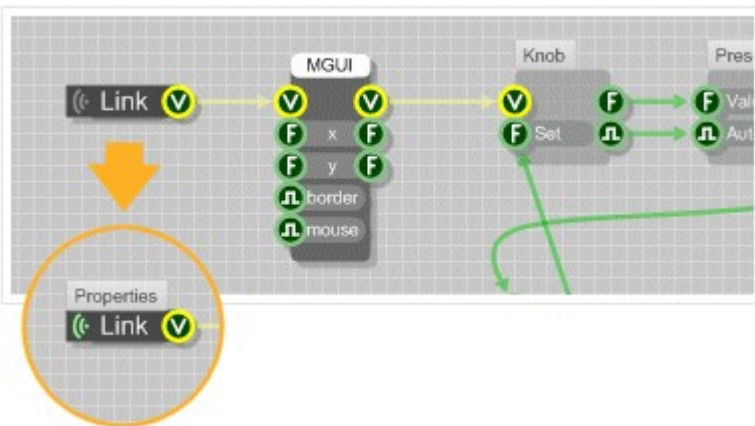 Knob
Pres
MGUI
Link V
V V
V F
F Val
F x F
F Set
Aut
F y F
border
mouse
Properties
Link V